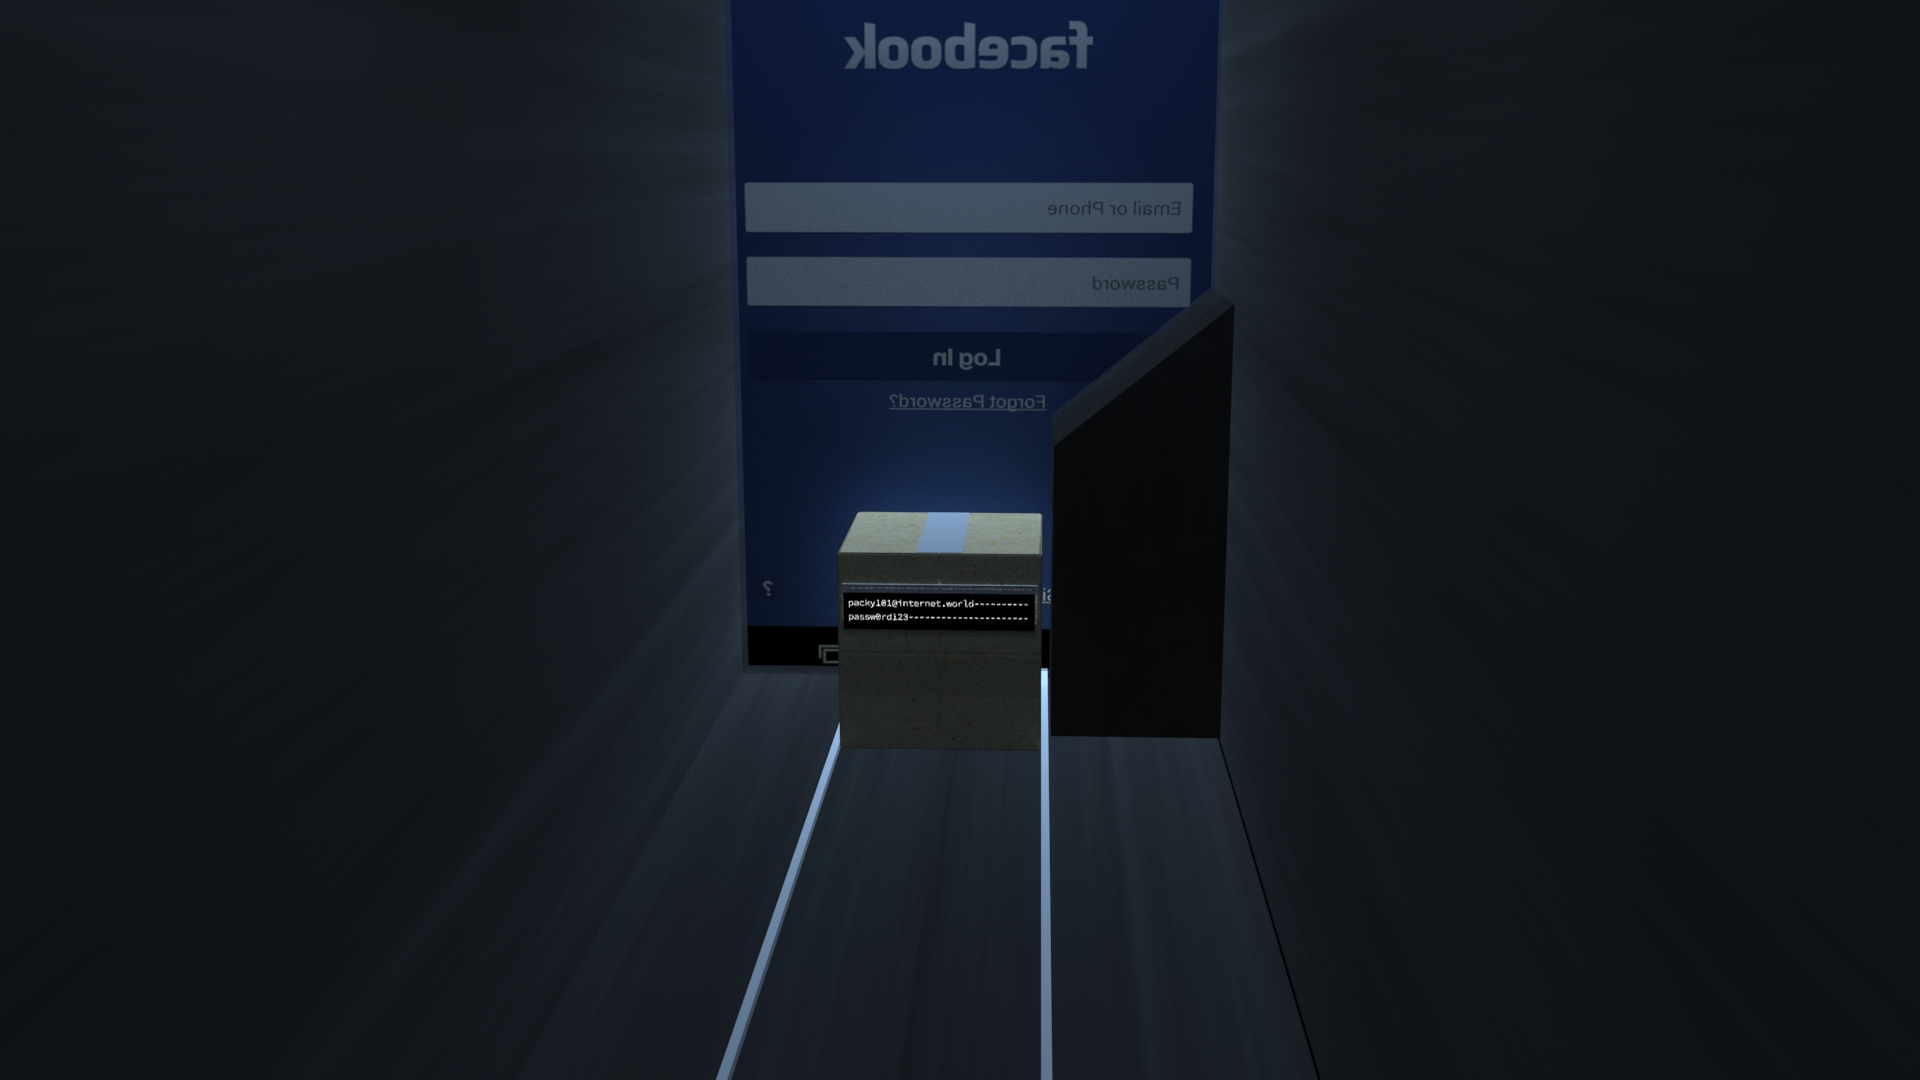 facebook
Email or Phone
Password
Log In
Forgot Password?
?
packy101@internet.world----------
passw0rd123----------------------